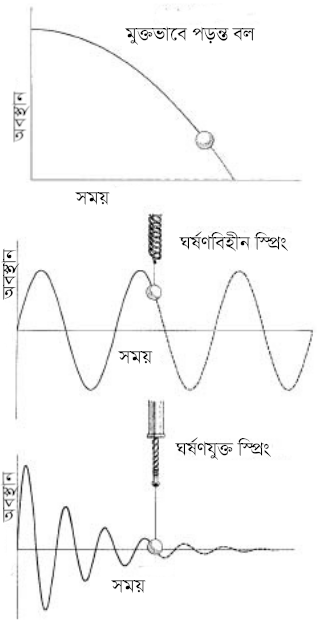 মুক্তভাবে পড়ন্ত বল
অবস্থান
সময়
ঘর্ষণবিহীন স্প্রিং
অবস্থান
সময়
ঘর্ষণযুক্ত স্প্রিং
অবস্থান
সময়